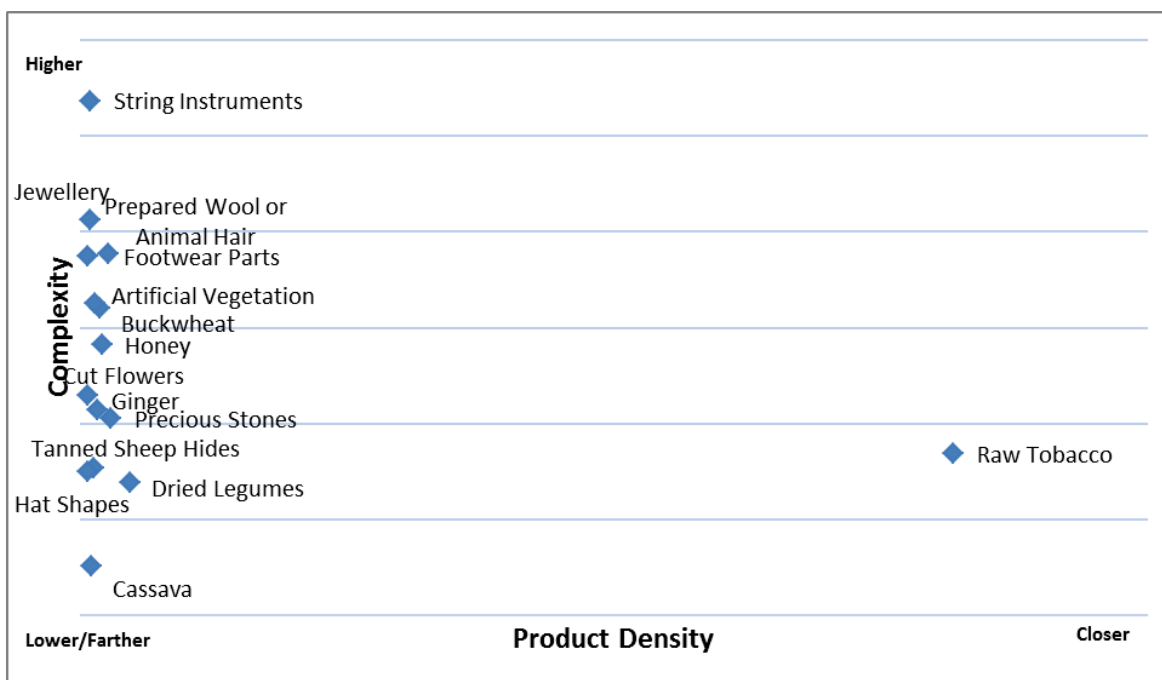 Higher
String Instruments
Jewellery
Prepared Wool or
Animal Hair
Footwear Parts
Complexity
Artificial Vegetation
Buckwheat
Honey
Cut Flowers
Ginger
Precious Stones
Tanned Sheep Hides
Raw Tobacco
Dried Legumes
Hat Shapes
Cassava
Lower/Farther
Product Density
Closer